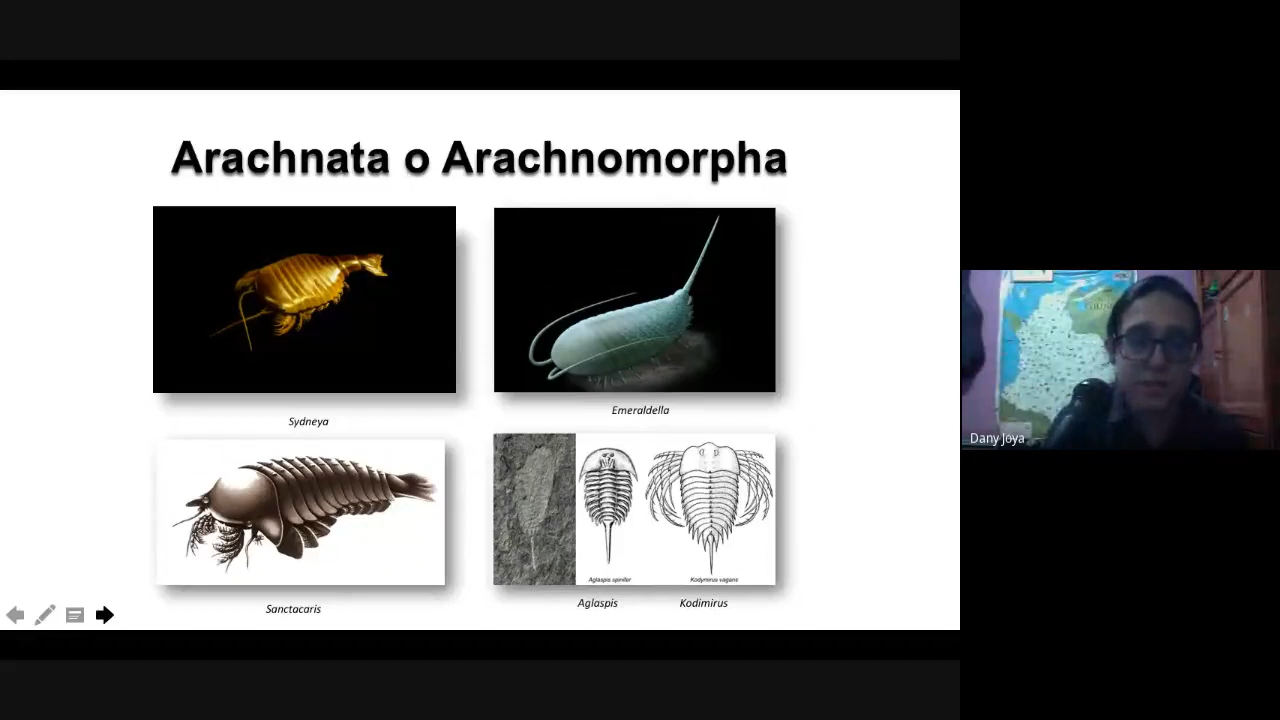 Arachnata o Arachnomorpha
Sydneya
Emeraldella
Sanctacaris
Aglaspis spinifer
Kodymirus vagans
Aglaspis
Kodimirus
Dany Joya